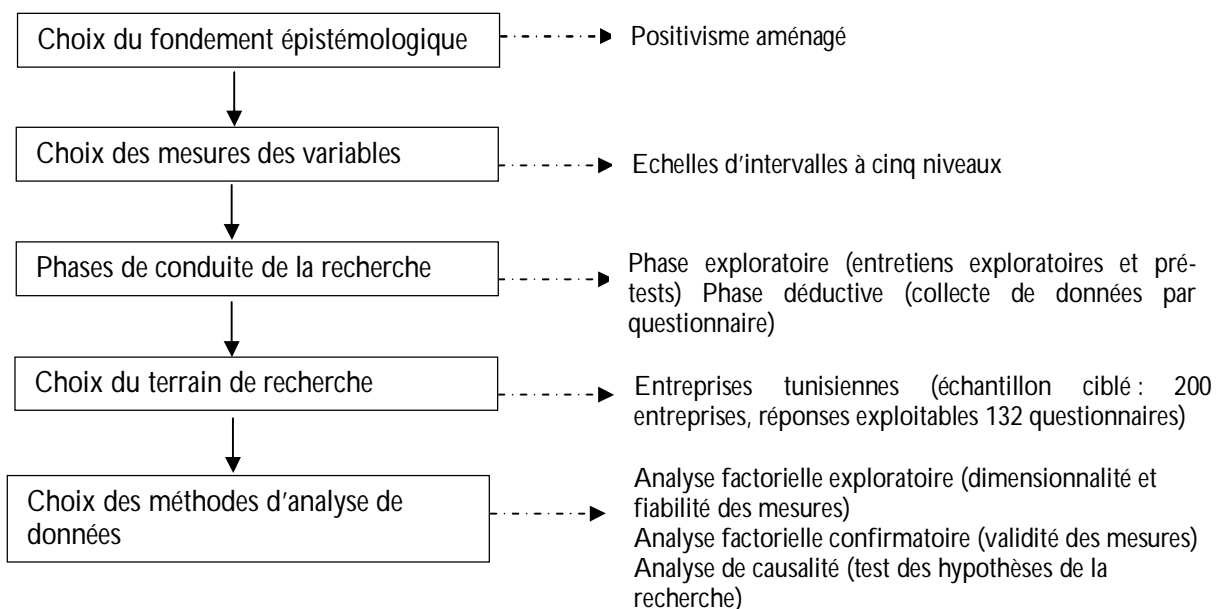 Choix du fondement épistémologique
Positivisme aménagé
Choix des mesures des variables
Echelles d'intervalles à cinq niveaux
Phases de conduite de la recherche
Phase exploratoire (entretiens exploratoires et pré-
tests) Phase déductive (collecte de données par
questionnaire)
Choix du terrain de recherche
Entreprises tunisiennes (échantillon ciblé : 200
entreprises, réponses exploitables 132 questionnaires)
Choix des méthodes d'analyse de
données
Analyse factorielle exploratoire (dimensionnalité et
fiabilité des mesures)
Analyse factorielle confirmatoire (validité des mesures)
Analyse de causalité (test des hypothèses de la
recherche)